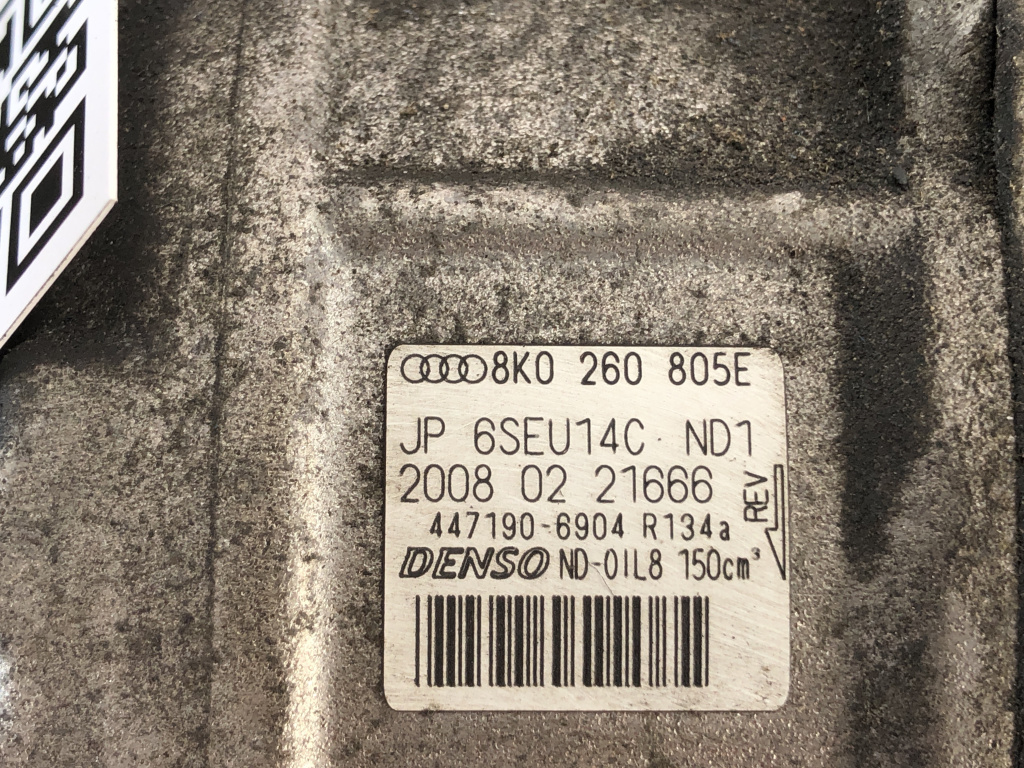 8K0 260 805E
JP 6SEU14C ND1
2008 02 21666
REV
447190-6904 R134a
DENSO ND-OIL8 150cm³